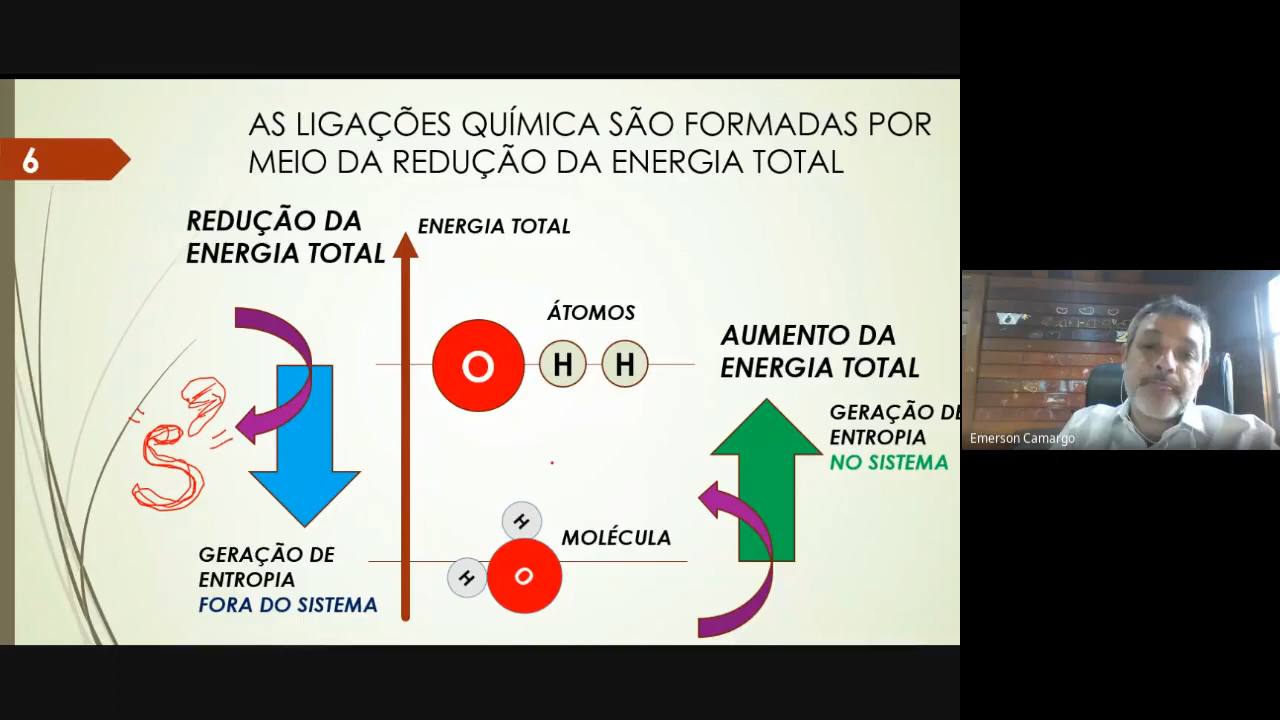 AS LIGAÇÕES QUÍMICA SÃO FORMADAS POR
MEIO DA REDUÇÃO DA ENERGIA TOTAL
6
REDUÇÃO DA
ENERGIA TOTAL
ENERGIA TOTAL
ÁTOMOS
O
H
H
AUMENTO DA
ENERGIA TOTAL
GERAÇÃO DE
ENTROPIA
NO SISTEMA
S
H
MOLÉCULA
H
O
GERAÇÃO DE
ENTROPIA
FORA DO SISTEMA
Emerson Camargo